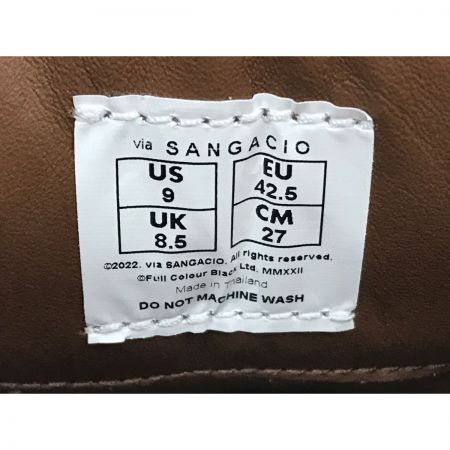 via SANGACIO
US EU
9 42.5
UK CM
8.5 27
©2022. via SANGACIO. All rights reserved.
©Full Colour Black Ltd. MMXXII
Made in Thailand
DO NOT MACHINE WASH